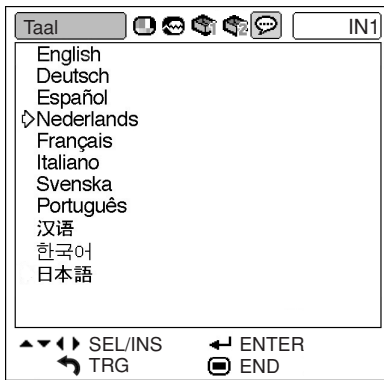 Taal IN1
English
Deutsch
Español
Nederlands
Français
Italiano
Svenska
Português
汉语
한국어
日本語
SEL/INS ENTER
TRG END